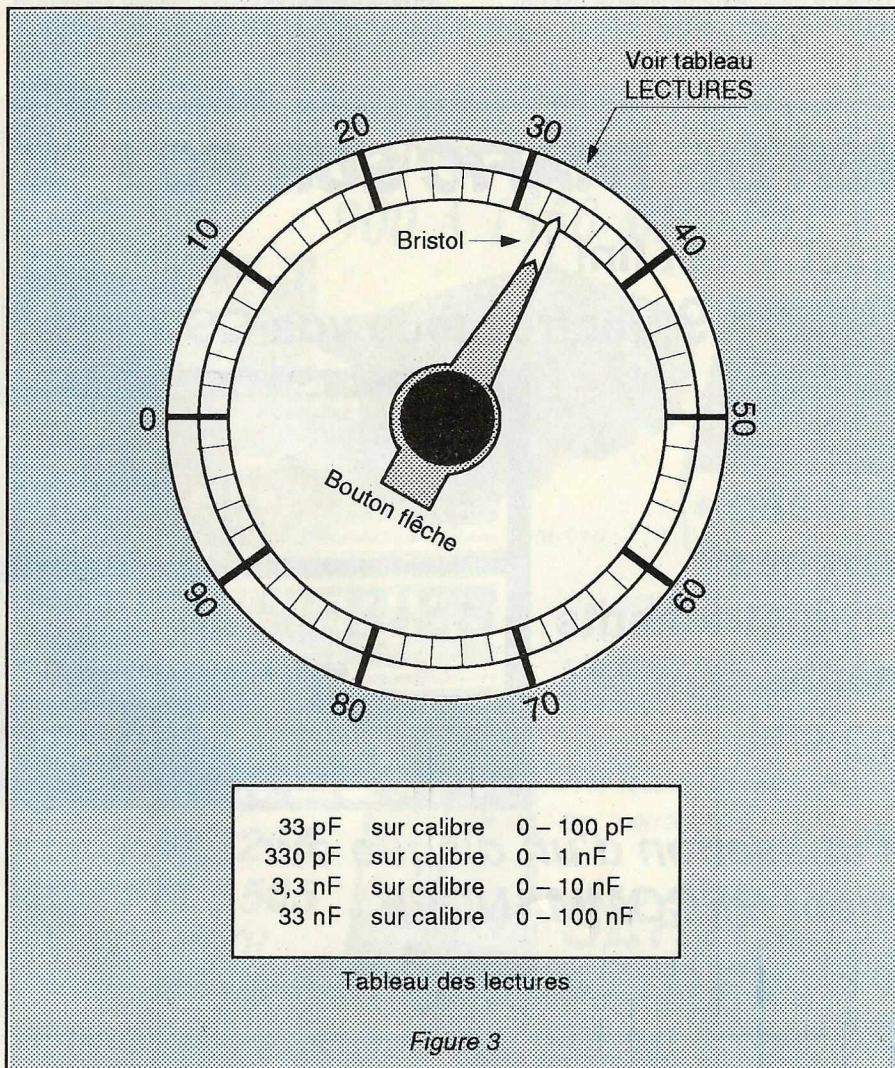 Voir tableau
LECTURES
0
10
20
30
40
50
60
70
80
90
Bristol
Bouton flêche
33 pF sur calibre 0 – 100 pF
330 pF sur calibre 0 – 1 nF
3,3 nF sur calibre 0 – 10 nF
33 nF sur calibre 0 – 100 nF
Tableau des lectures
Figure 3